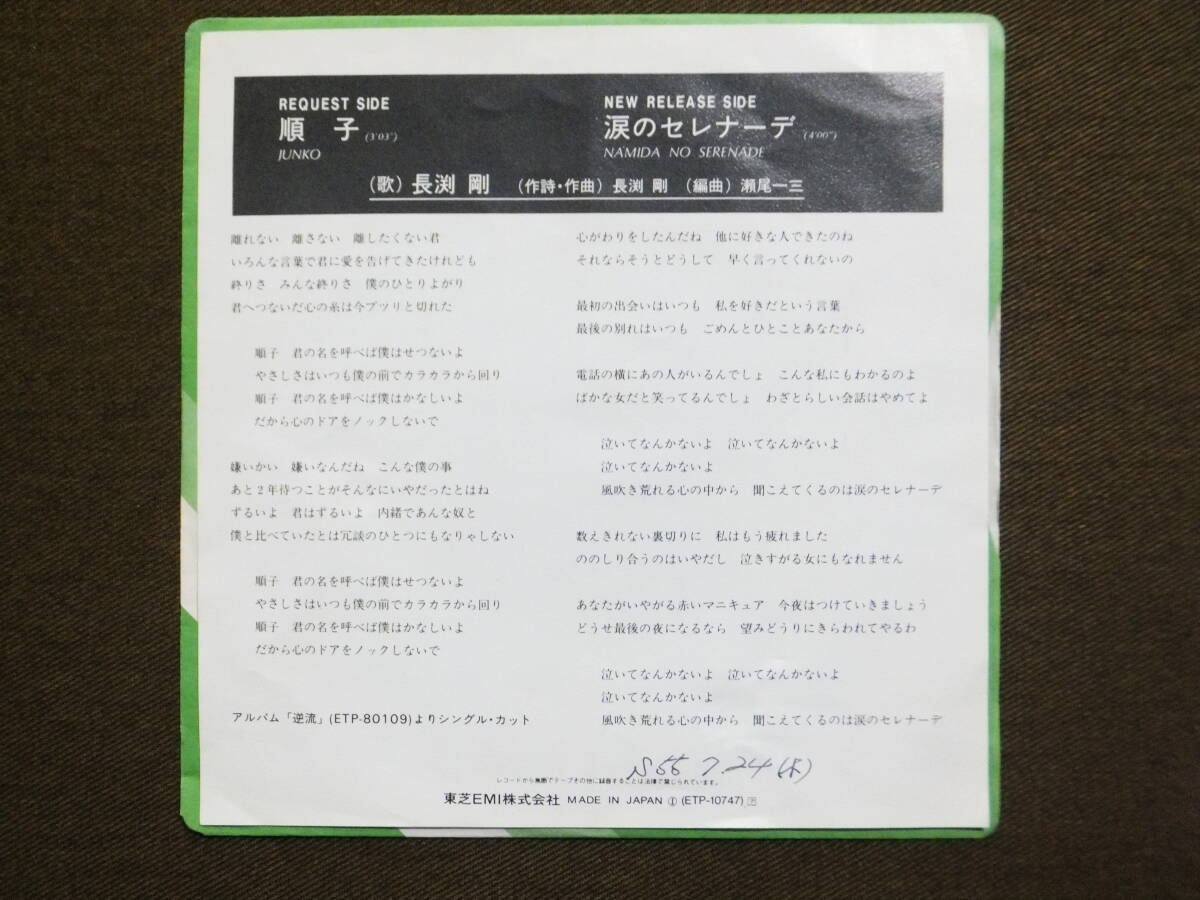 REQUEST SIDE
順子 (3'03")
JUNKO
NEW RELEASE SIDE
涙のセレナーデ (4'00")
NAMIDA NO SERENADE
(歌) 長渕 剛 (作詩・作曲) 長渕 剛 (編曲) 瀬尾一三
離れない 離さない 離したくない君
いろんな言葉で君に愛を告げてきたけれども
終りさ みんな終りさ 僕のひとりよがり
君へつないだ心の糸は今プツリと切れた
順子 君の名を呼べば僕はせつないよ
やさしさはいつも僕の前でカラカラから回り
順子 君の名を呼べば僕はかなしいよ
だから心のドアをノックしないで
嫌いかい 嫌いなんだね こんな僕の事
あと2年待つことがそんなにいやだったとはね
ずるいよ 君はずるいよ 内緒であんな奴と
僕と比べていたとは冗談のひとつにもなりゃしない
順子 君の名を呼べば僕はせつないよ
やさしさはいつも僕の前でカラカラから回り
順子 君の名を呼べば僕はかなしいよ
だから心のドアをノックしないで
アルバム「逆流」(ETP-80109)よりシングル・カット
心がわりをしたんだね 他に好きな人できたのね
それならそうとどうして 早く言ってくれないの
最初の出会いはいつも 私を好きだという言葉
最後の別れはいつも ごめんとひとことあなたから
電話の横にあの人がいるんでしょ こんな私にもわかるのよ
ばかな女だと笑ってるんでしょ わざとらしい会話はやめてよ
泣いてなんかないよ 泣いてなんかないよ
泣いてなんかないよ
風吹き荒れる心の中から 聞こえてくるのは涙のセレナーデ
数えきれない裏切りに 私はもう疲れました
ののしり合うのはいやだし 泣きすがる女にもなれません
あなたがいやがる赤いマニキュア 今夜はつけていきましょう
どうせ最後の夜になるなら 望みどうりにきらわれてやるわ
泣いてなんかないよ 泣いてなんかないよ
泣いてなんかないよ
風吹き荒れる心の中から 聞こえてくるのは涙のセレナーデ
S55 7.24 (木)
レコードから無断でテープその他に録音することは法律で禁じられています。
東芝EMI株式会社 MADE IN JAPAN (ETP-10747)